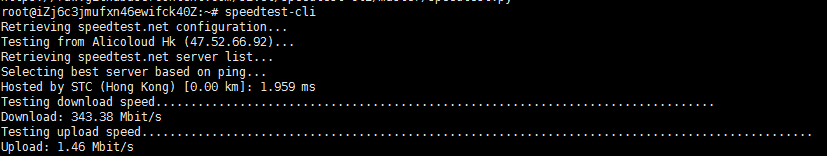 root@iZj6c3jmufxn46ewifck40Z:~# speedtest-cli
Retrieving speedtest.net configuration...
Testing from Alicoloud Hk (47.52.66.92)...
Retrieving speedtest.net server list...
Selecting best server based on ping...
Hosted by STC (Hong Kong) [0.00 km]: 1.959 ms
Testing download speed................................................................................
Download: 343.38 Mbit/s
Testing upload speed................................................................................................
Upload: 1.46 Mbit/s